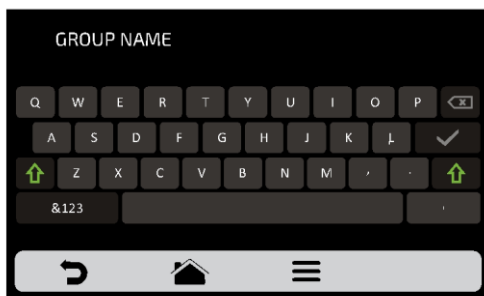 GROUP NAME
Q W E R T Y U I O P
A S D F G H J K Ļ
Z X C V B N M , .
&123 '